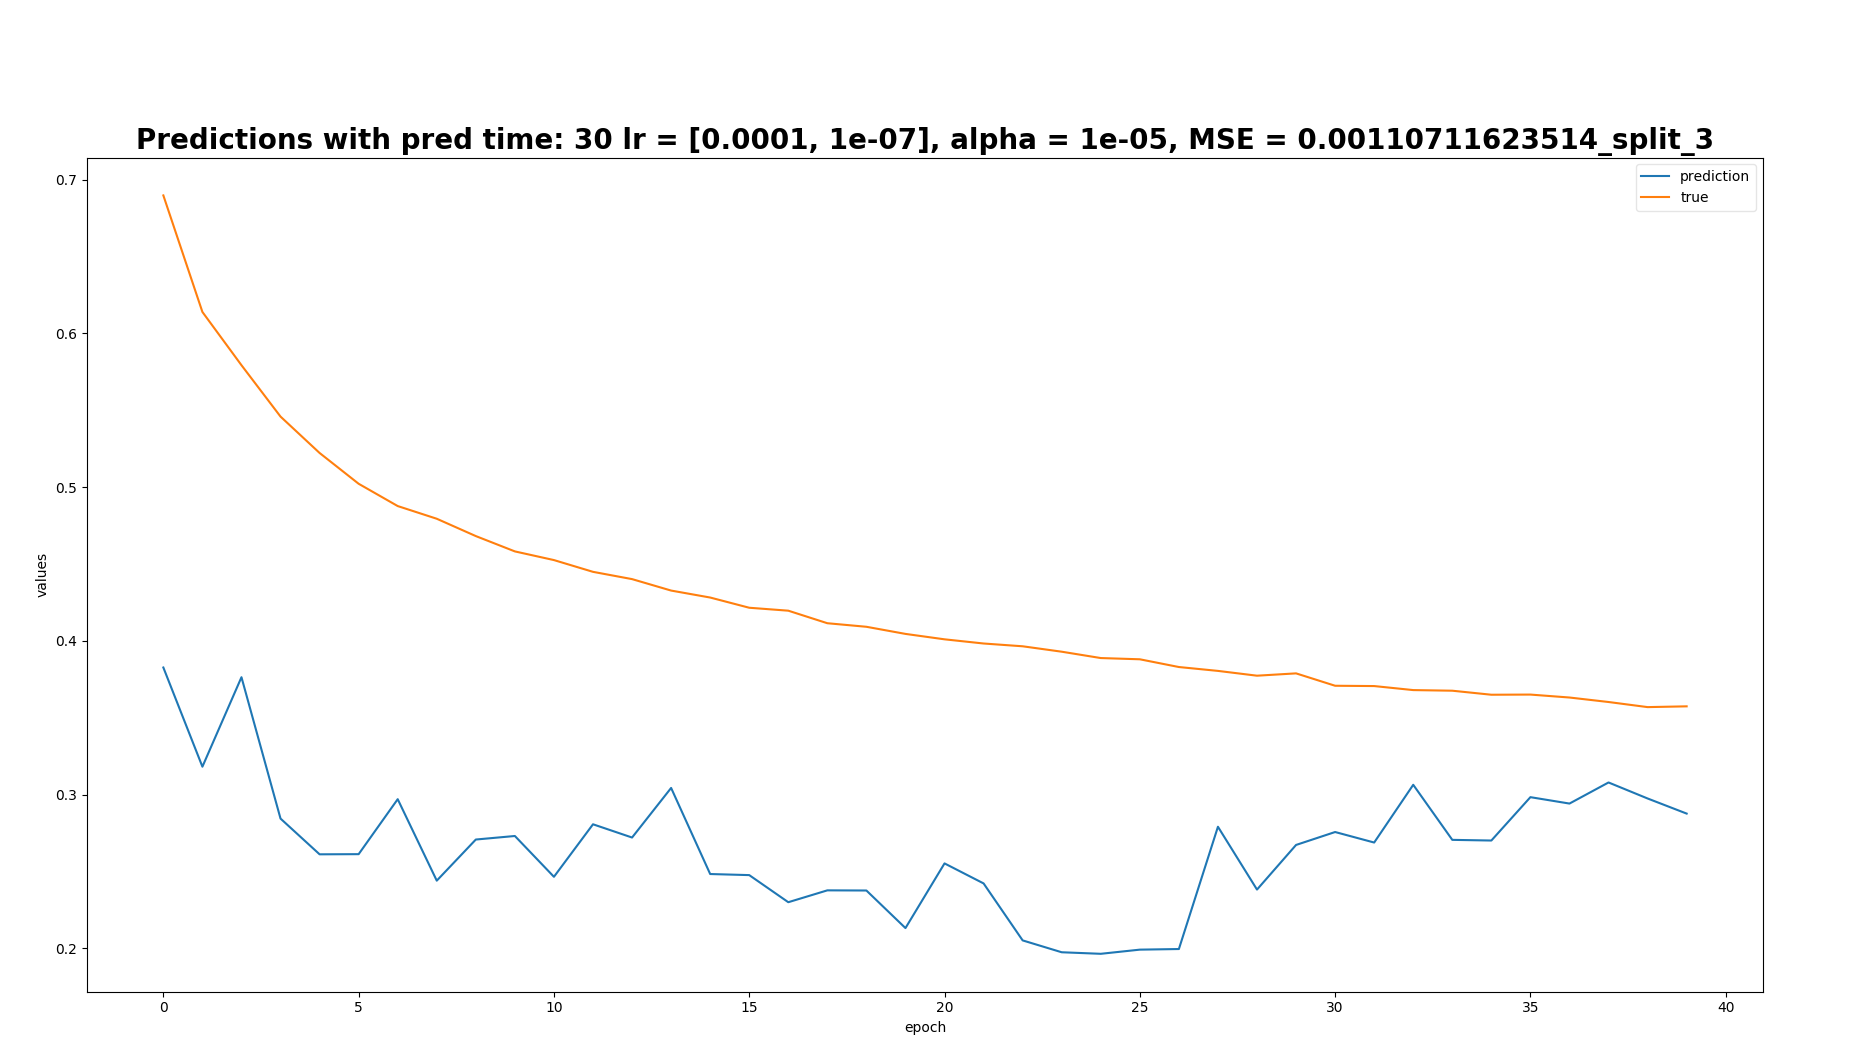 Predictions with pred time: 30 lr = [0.0001, 1e-07], alpha = 1e-05, MSE = 0.00110711623514_split_3
prediction
true
0.7
0.6
0.5
0.4
0.3
0.2
values
0 5 10 15 20 25 30 35 40
epoch